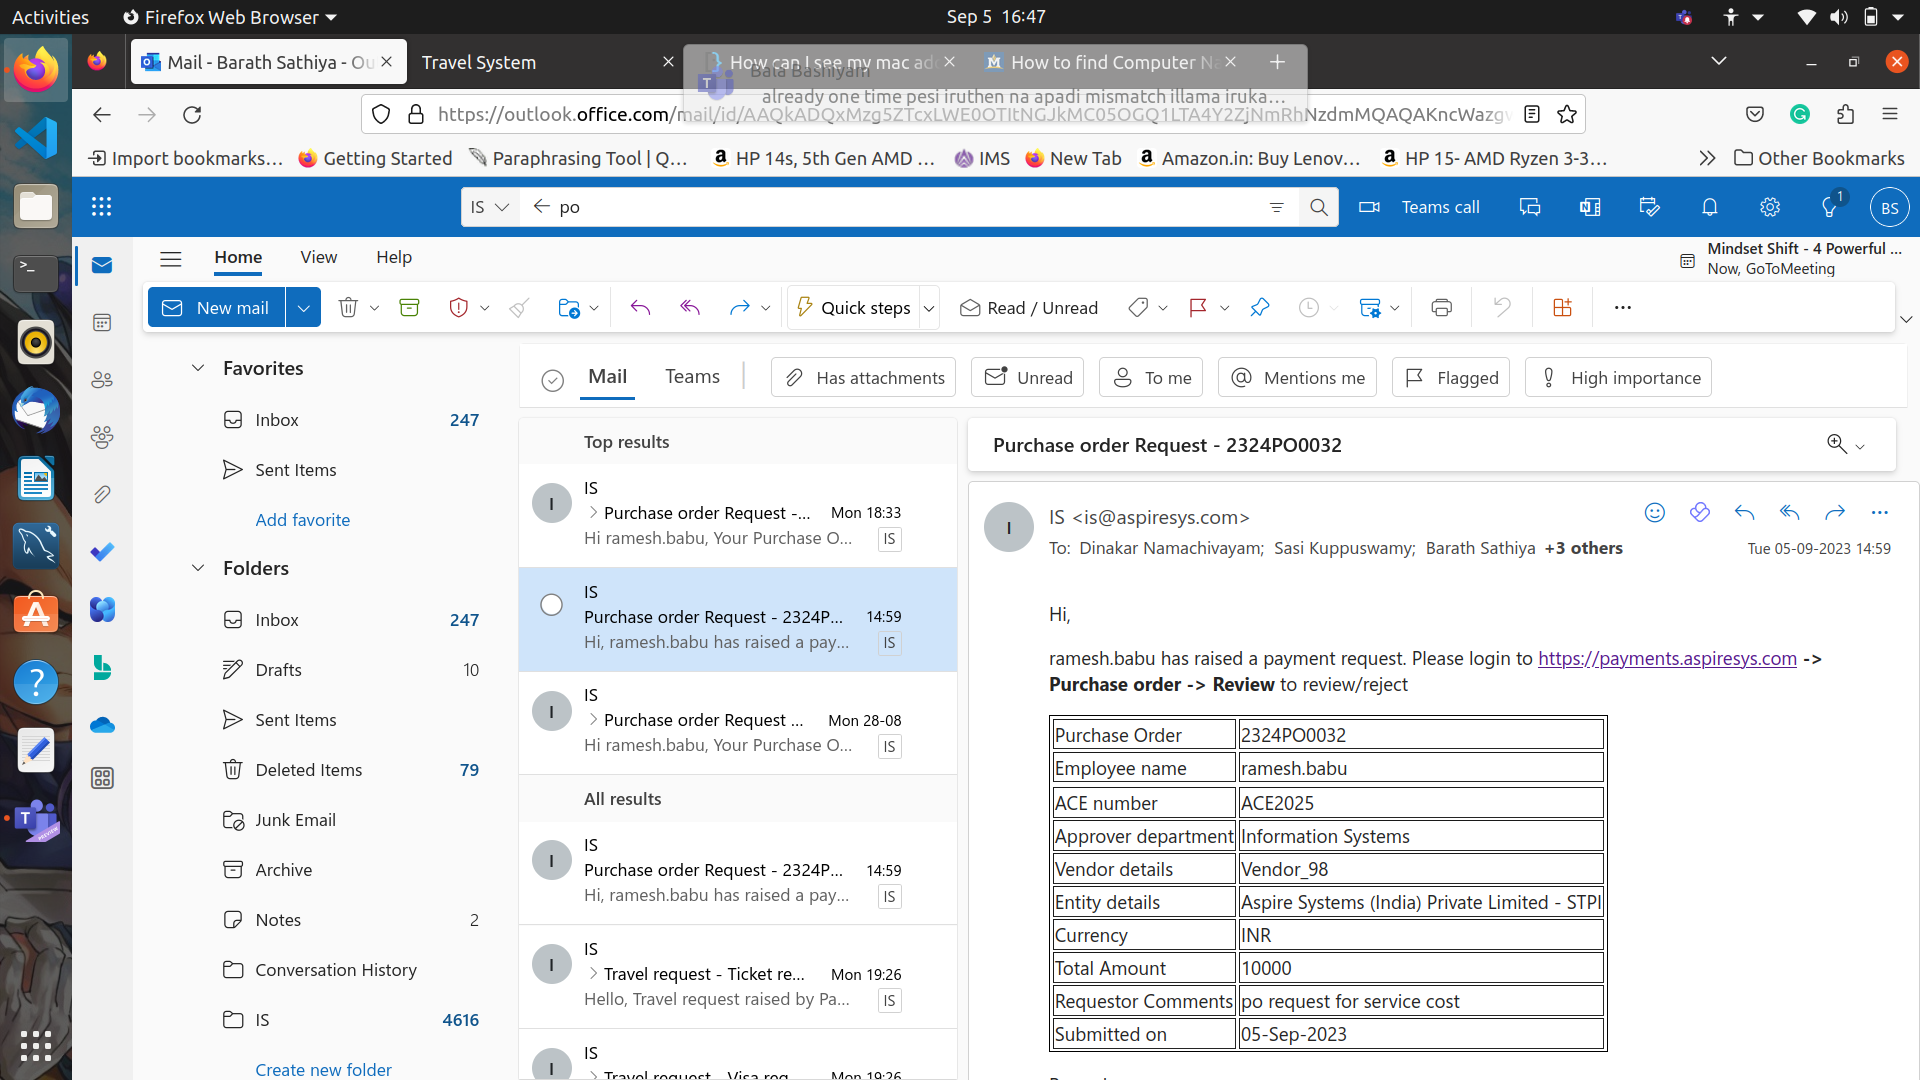 Activities
Firefox Web Browser
Sep 5 16:47
Mail - Barath Sathiya - Ou
Travel System
How can I see my mac add
How to find Computer Na
Bala Bashiyam
already one time pesi iruthen na apadi mismatch illama iruka...
https://outlook.office.com/mail/id/
Import bookmarks...
Getting Started
Paraphrasing Tool | Q...
HP 14s, 5th Gen AMD ...
IMS
New Tab
Amazon.in: Buy Lenov...
HP 15- AMD Ryzen 3-3...
Other Bookmarks
IS
po
Teams call
1
BS
Home
View
Help
Mindset Shift - 4 Powerful ...
Now, GoToMeeting
New mail
Quick steps
Read / Unread
Favorites
Inbox 247
Sent Items
Add favorite
Folders
Inbox 247
Drafts 10
Sent Items
Deleted Items 79
Junk Email
Archive
Notes 2
Conversation History
IS 4616
Create new folder
Mail
Teams
Has attachments
Unread
To me
Mentions me
Flagged
High importance
Top results
I
IS
Purchase order Request -... Mon 18:33
Hi ramesh.babu, Your Purchase O... IS
IS
Purchase order Request - 2324P... 14:59
Hi, ramesh.babu has raised a pay... IS
I
IS
Purchase order Request ... Mon 28-08
Hi ramesh.babu, Your Purchase O... IS
All results
I
IS
Purchase order Request - 2324P... 14:59
Hi, ramesh.babu has raised a pay... IS
I
IS
Travel request - Ticket re... Mon 19:26
Hello, Travel request raised by Pa... IS
I
IS
Travel request - Visa req... Mon 19:26
Purchase order Request - 2324PO0032
I
IS <is@aspiresys.com>
To: Dinakar Namachivayam; Sasi Kuppuswamy; Barath Sathiya +3 others
Tue 05-09-2023 14:59
Hi,
ramesh.babu has raised a payment request. Please login to https://payments.aspiresys.com ->
Purchase order -> Review to review/reject
Purchase Order 2324PO0032
Employee name ramesh.babu
ACE number ACE2025
Approver department Information Systems
Vendor details Vendor_98
Entity details Aspire Systems (India) Private Limited - STPI
Currency INR
Total Amount 10000
Requestor Comments po request for service cost
Submitted on 05-Sep-2023